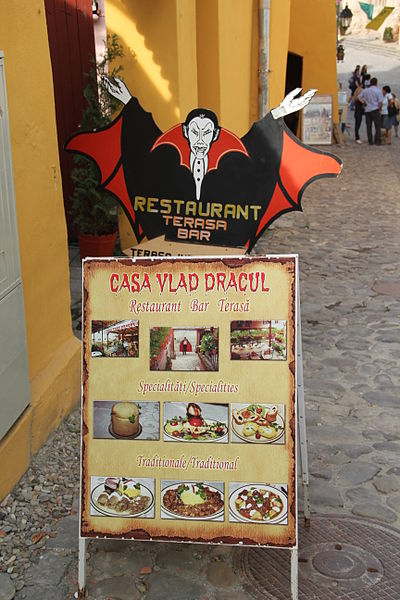 RESTAURANT
TERASA
BAR
CASA VLAD DRACUL
Restaurant Bar Terasă
Specialităţi/Specialities
Traditionale/Traditional